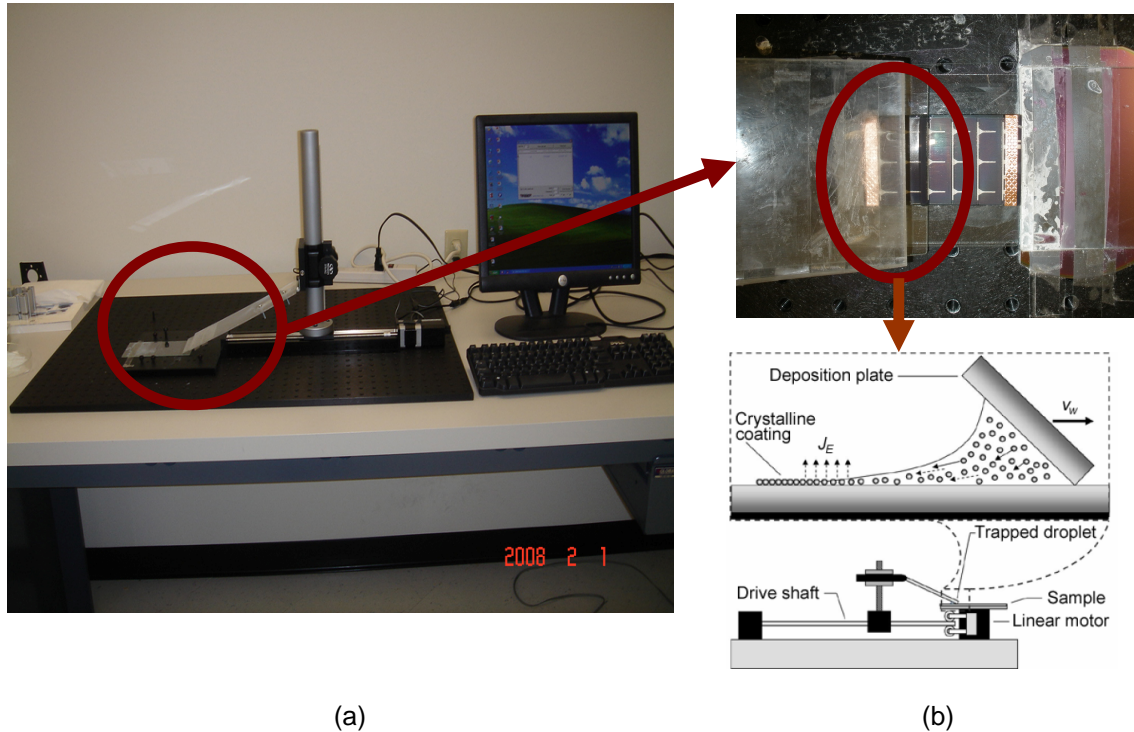 2008 2 1
Deposition plate
v_W
Crystalline
coating
J_E
Trapped droplet
Drive shaft
Sample
Linear motor
(a)
(b)